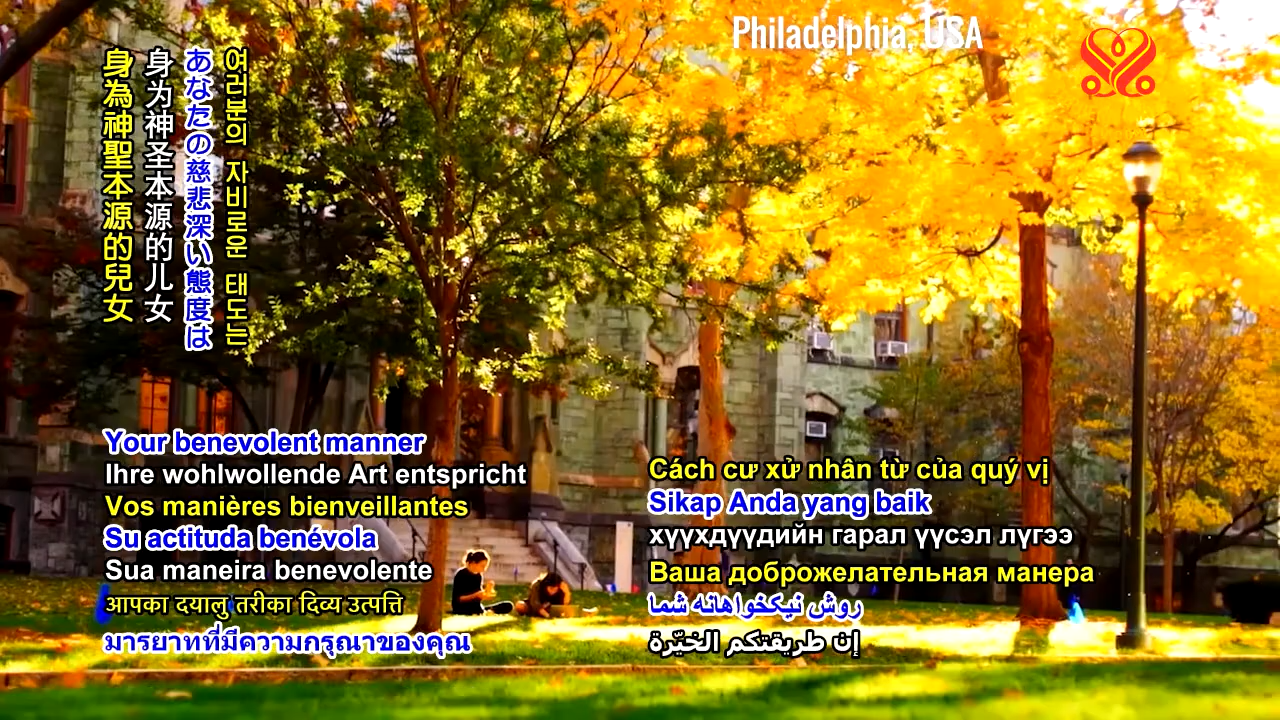 Philadelphia, USA
여러분의 자비로운 태도는
あなたの慈悲深い態度は
身为神圣本源的儿女
身為神聖本源的兒女
Your benevolent manner
Ihre wohlwollende Art entspricht
Vos manières bienveillantes
Su actituda benévola
Sua maneira benevolente
आपका दयालु तरीका दिव्य उत्पत्ति
มารยาทที่มีความกรุณาของคุณ
Cách cư xử nhân từ của quý vị
Sikap Anda yang baik
хүүхдүүдийн гарал үүсэл лүгээ
Ваша доброжелательная манера
روش نیکخواهانه شما
إن طريقتكم الخيّرة